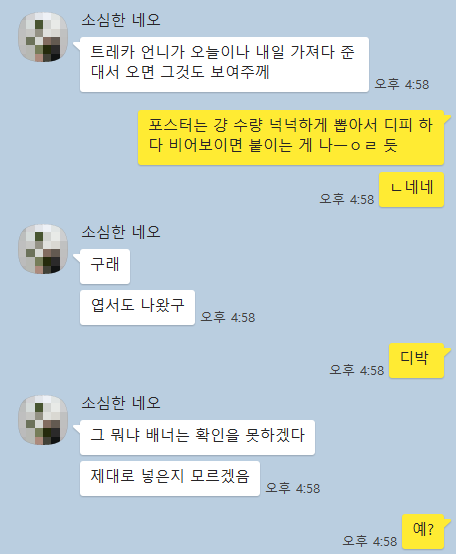 소심한 네오
트레카 언니가 오늘이나 내일 가져다 준
대서 오면 그것도 보여주께
오후 4:58
포스터는 걍 수량 넉넉하게 뽑아서 디피 하
다 비어보이면 붙이는 게 나ㅡㅇㄹ 듯
ㄴ네네
오후 4:58
소심한 네오
구래
엽서도 나왔구
오후 4:58
디박
오후 4:58
소심한 네오
그 뭐냐 배너는 확인을 못하겠다
제대로 넣은지 모르겠음
오후 4:58
예?
오후 4:58